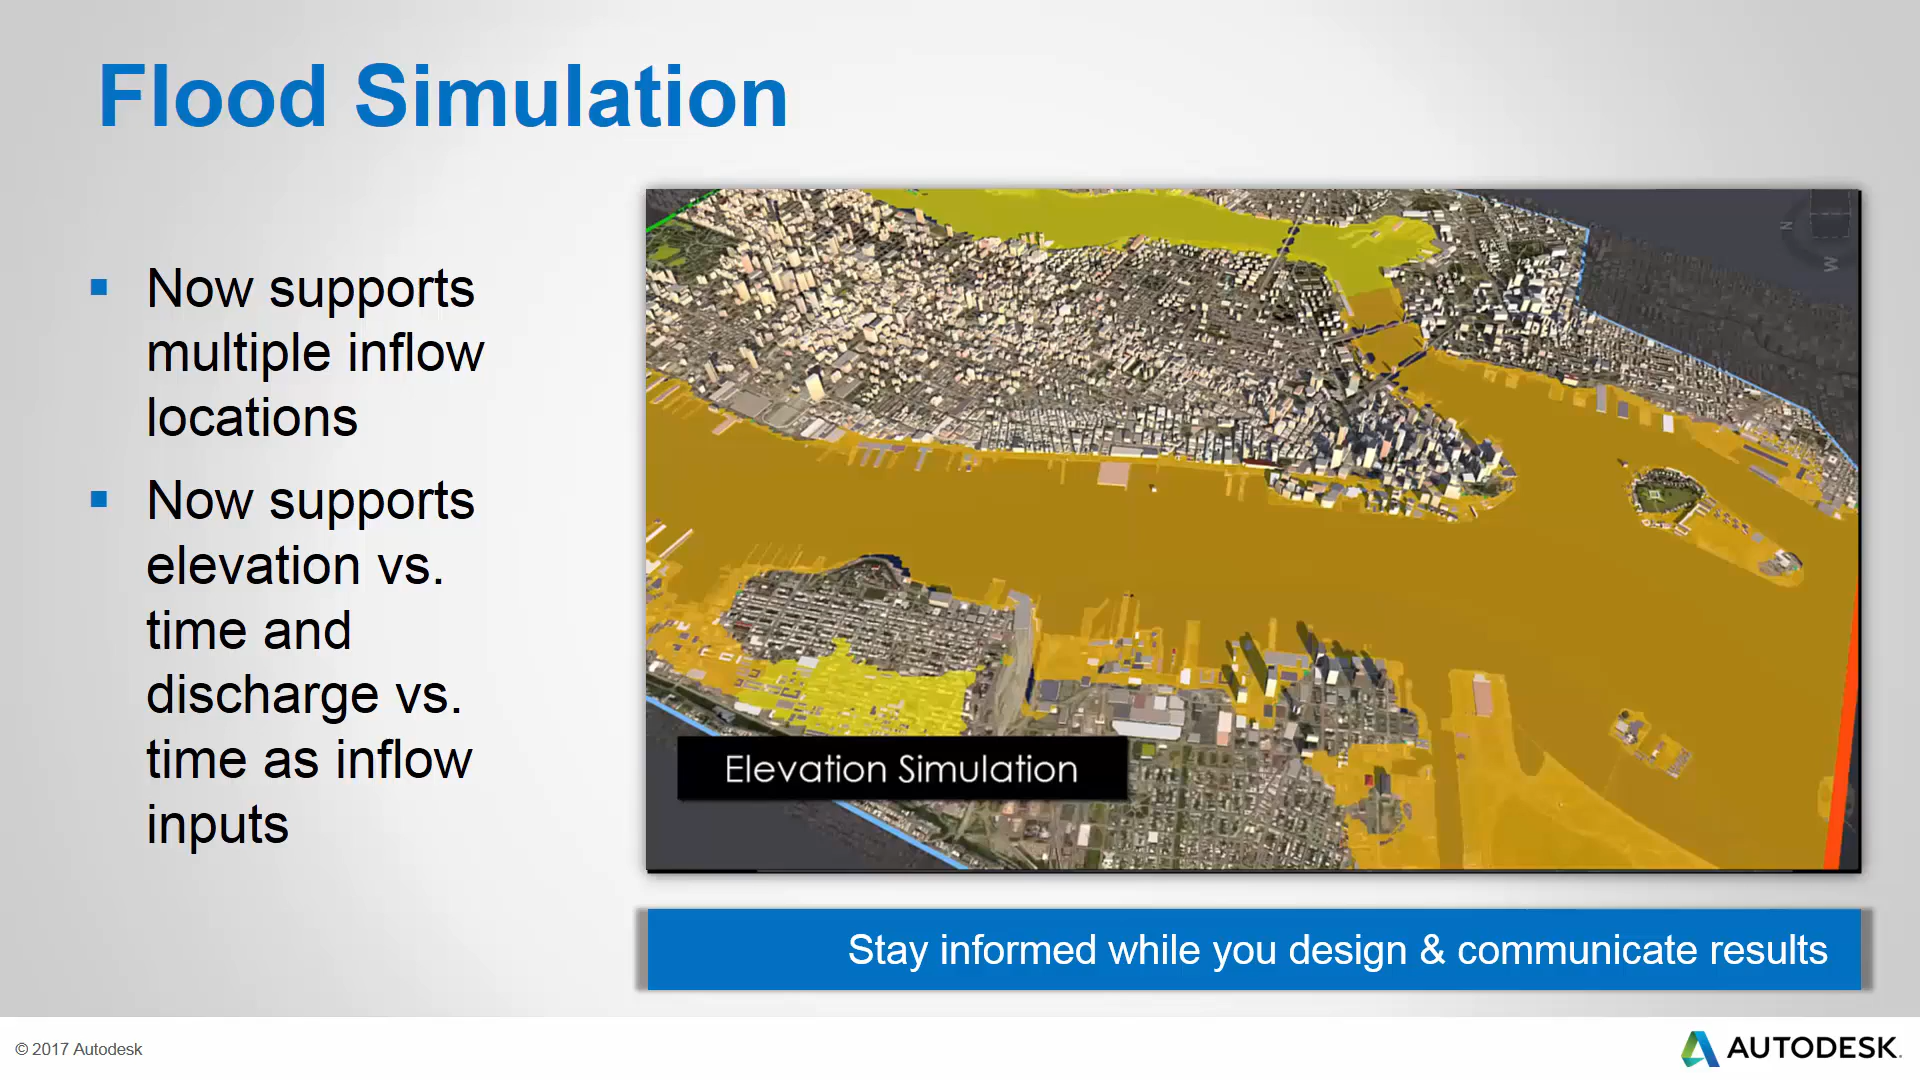 Flood Simulation
Now supports
multiple inflow
locations
Now supports
elevation vs.
time and
discharge vs.
time as inflow
inputs
N
W
Elevation Simulation
Stay informed while you design & communicate results
© 2017 Autodesk
AUTODESK.